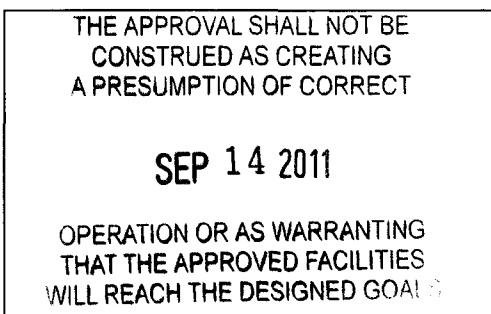 THE APPROVAL SHALL NOT BE
CONSTRUED AS CREATING
A PRESUMPTION OF CORRECT
SEP 14 2011
OPERATION OR AS WARRANTING
THAT THE APPROVED FACILITIES
WILL REACH THE DESIGNED GOALS